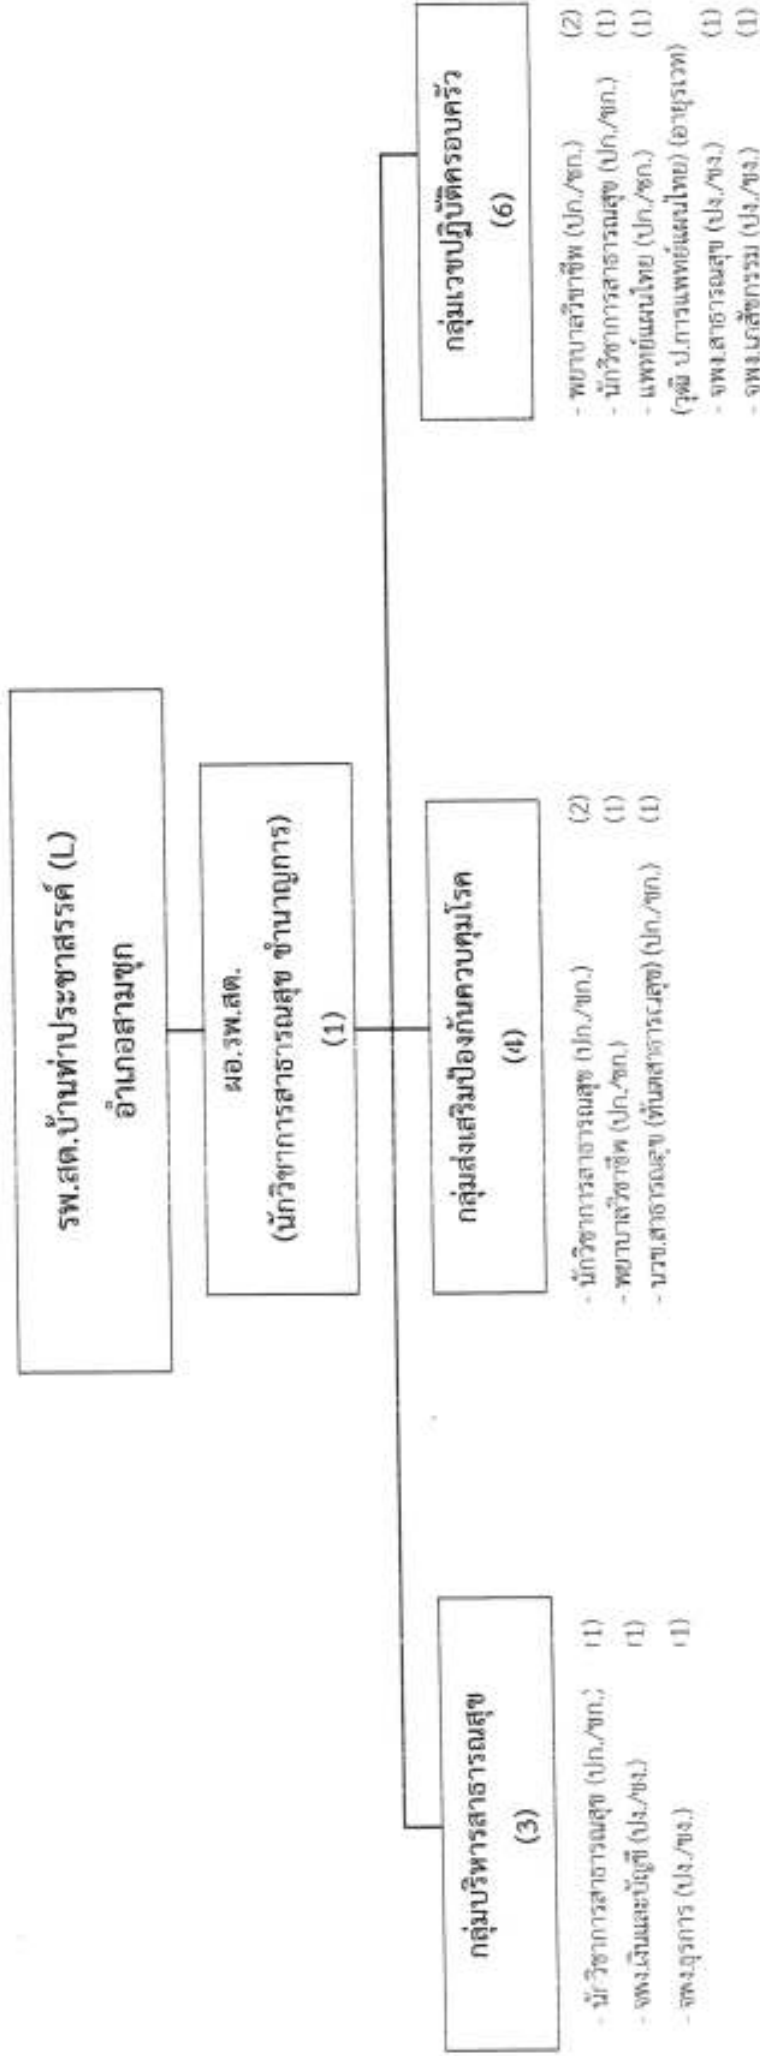 รพ.สต.บ้านท่าประชาสรรค์ (L)
อำเภอสามชุก
ผอ.รพ.สต.
(นักวิชาการสาธารณสุข ชำนาญการ)
(1)
กลุ่มบริหารสาธารณสุข
(3)
- นักวิชาการสาธารณสุข (ปก./ชก.) (1)
- จพง.เงินและบัญชี (ปง./ชง.) (1)
- จพง.ธุรการ (ปง./ชง.) (1)
กลุ่มส่งเสริมป้องกันควบคุมโรค
(4)
- นักวิชาการสาธารณสุข (ปก./ชก.) (2)
- พยาบาลวิชาชีพ (ปก./ชก.) (1)
- นวช.สาธารณสุข (ทันตสาธารณสุข) (ปก./ชก.) (1)
กลุ่มเวชปฏิบัติครอบครัว
(6)
- พยาบาลวิชาชีพ (ปก./ชก.) (2)
- นักวิชาการสาธารณสุข (ปก./ชก.) (1)
- แพทย์แผนไทย (ปก./ชก.) (1)
(วุฒิ ป.การแพทย์แผนไทย) (อายุรเวท)
- จพง.สาธารณสุข (ปง./ชง.) (1)
- จพง.เภสัชกรรม (ปง./ชง.) (1)